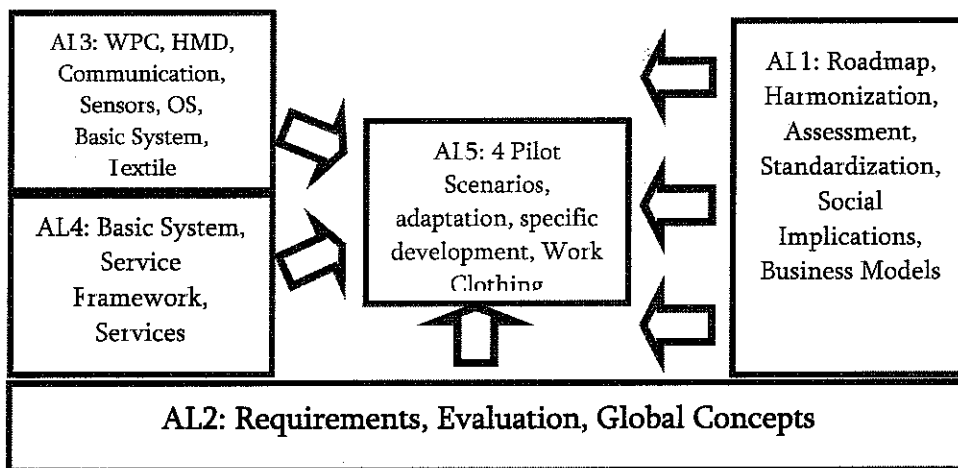 AL3: WPC, HMD,
Communication,
Sensors, OS,
Basic System,
Textile
AL4: Basic System,
Service
Framework,
Services
AL5: 4 Pilot
Scenarios,
adaptation, specific
development, Work
Clothing
AL1: Roadmap,
Harmonization,
Assessment,
Standardization,
Social
Implications,
Business Models
AL2: Requirements, Evaluation, Global Concepts